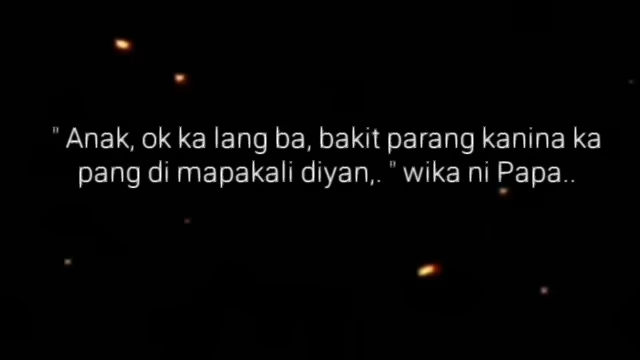 " Anak, ok ka lang ba, bakit parang kanina ka
pang di mapakali diyan,. " wika ni Papa..